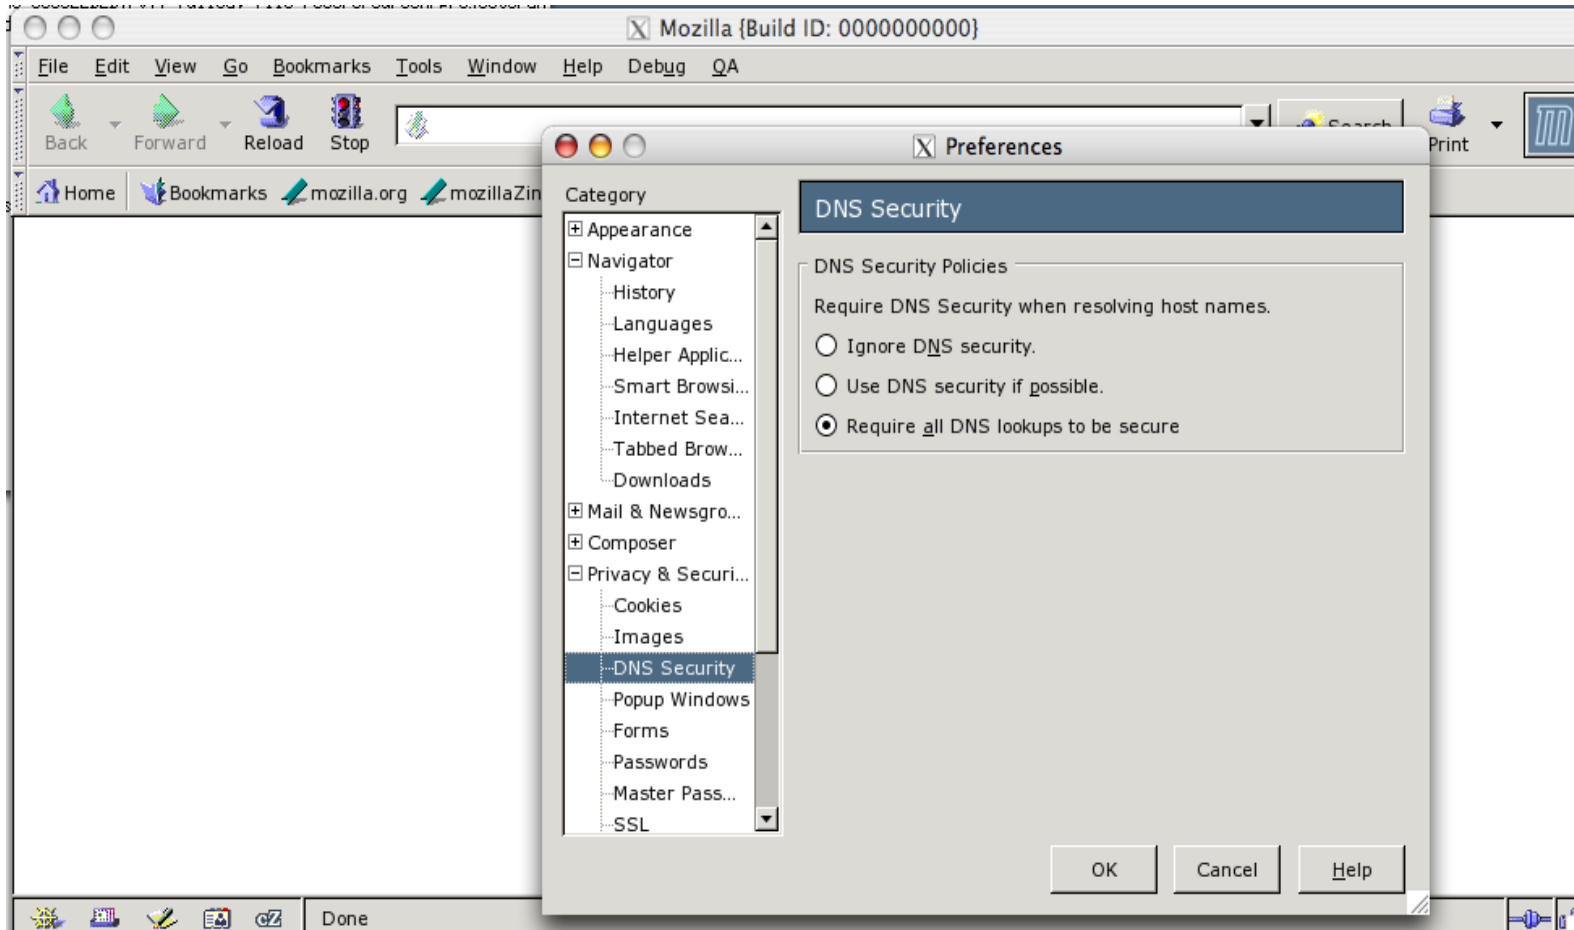 Mozilla {Build ID: 0000000000}
File Edit View Go Bookmarks Tools Window Help Debug QA
Back Forward Reload Stop Search Print
Home Bookmarks mozilla.org mozillaZin
Preferences
Category
Appearance
Navigator
History
Languages
Helper Applic...
Smart Browsi...
Internet Sea...
Tabbed Brow...
Downloads
Mail & Newsgro...
Composer
Privacy & Securi...
Cookies
Images
DNS Security
Popup Windows
Forms
Passwords
Master Pass...
SSL
DNS Security
DNS Security Policies
Require DNS Security when resolving host names.
Ignore DNS security.
Use DNS security if possible.
Require all DNS lookups to be secure
OK Cancel Help
Done